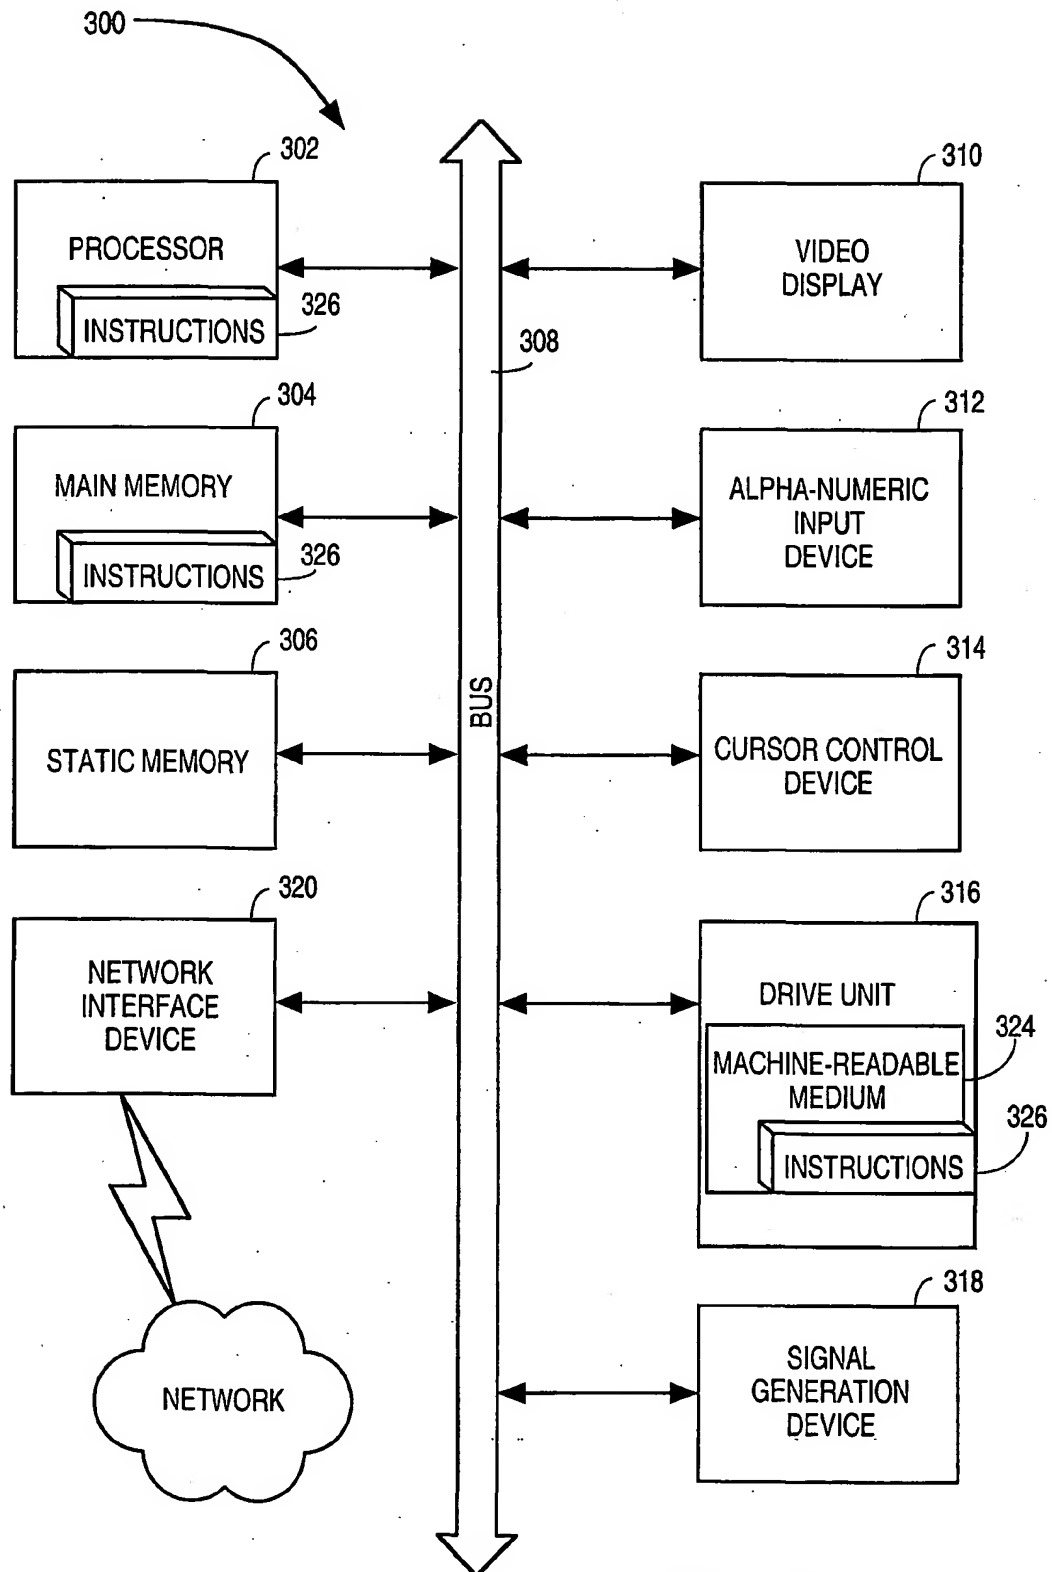 300
302
PROCESSOR
INSTRUCTIONS
326
304
MAIN MEMORY
INSTRUCTIONS
326
306
STATIC MEMORY
320
NETWORK
INTERFACE
DEVICE
NETWORK
308
BUS
310
VIDEO
DISPLAY
312
ALPHA-NUMERIC
INPUT
DEVICE
314
CURSOR CONTROL
DEVICE
316
DRIVE UNIT
324
MACHINE-READABLE
MEDIUM
326
INSTRUCTIONS
318
SIGNAL
GENERATION
DEVICE